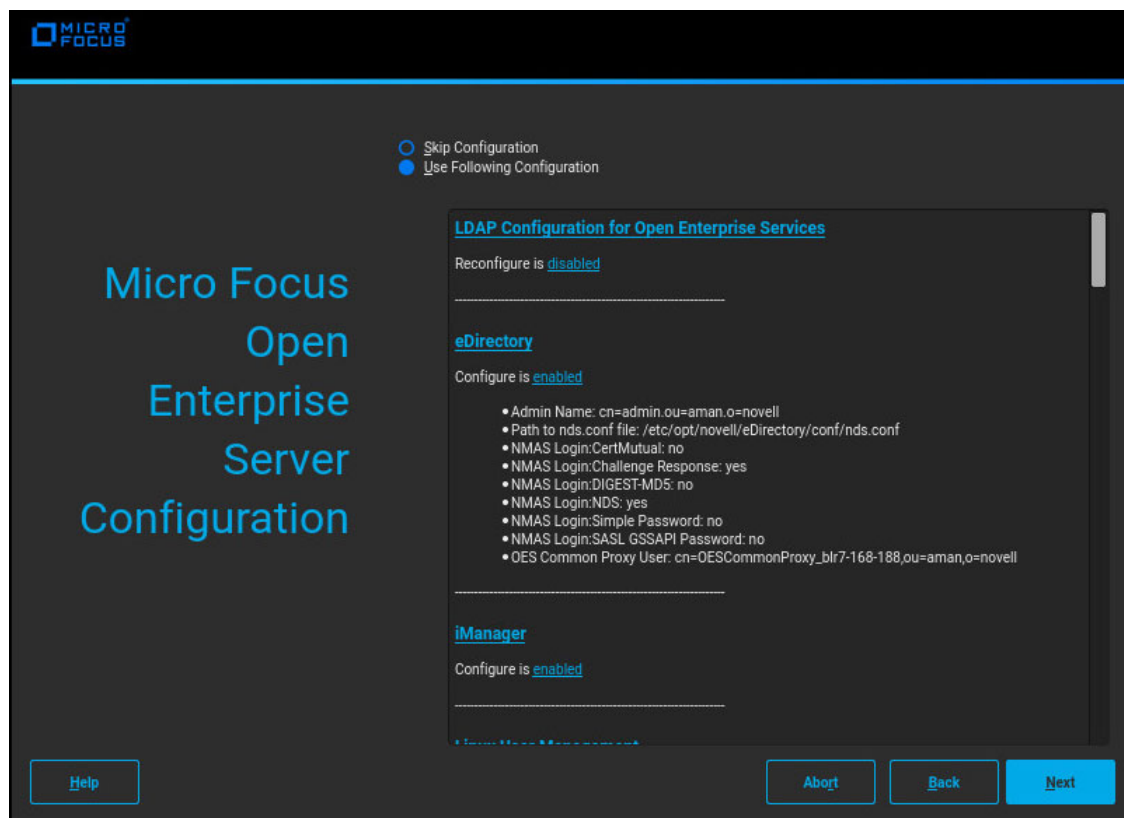 MICRO
FOCUS
Skip Configuration
Use Following Configuration
Micro Focus
Open
Enterprise
Server
Configuration
LDAP Configuration for Open Enterprise Services
Reconfigure is disabled
----------------------------------------------------------------------
eDirectory
Configure is enabled
• Admin Name: cn=admin.ou=aman.o=novell
• Path to nds.conf file: /etc/opt/novell/eDirectory/conf/nds.conf
• NMAS Login:CertMutual: no
• NMAS Login:Challenge Response: yes
• NMAS Login:DIGEST-MD5: no
• NMAS Login:NDS: yes
• NMAS Login:Simple Password: no
• NMAS Login:SASL GSSAPI Password: no
• OES Common Proxy User: cn=OESCommonProxy_blr7-168-188,ou=aman,o=novell
----------------------------------------------------------------------
iManager
Configure is enabled
----------------------------------------------------------------------
Linux User Management
Help
Abort
Back
Next